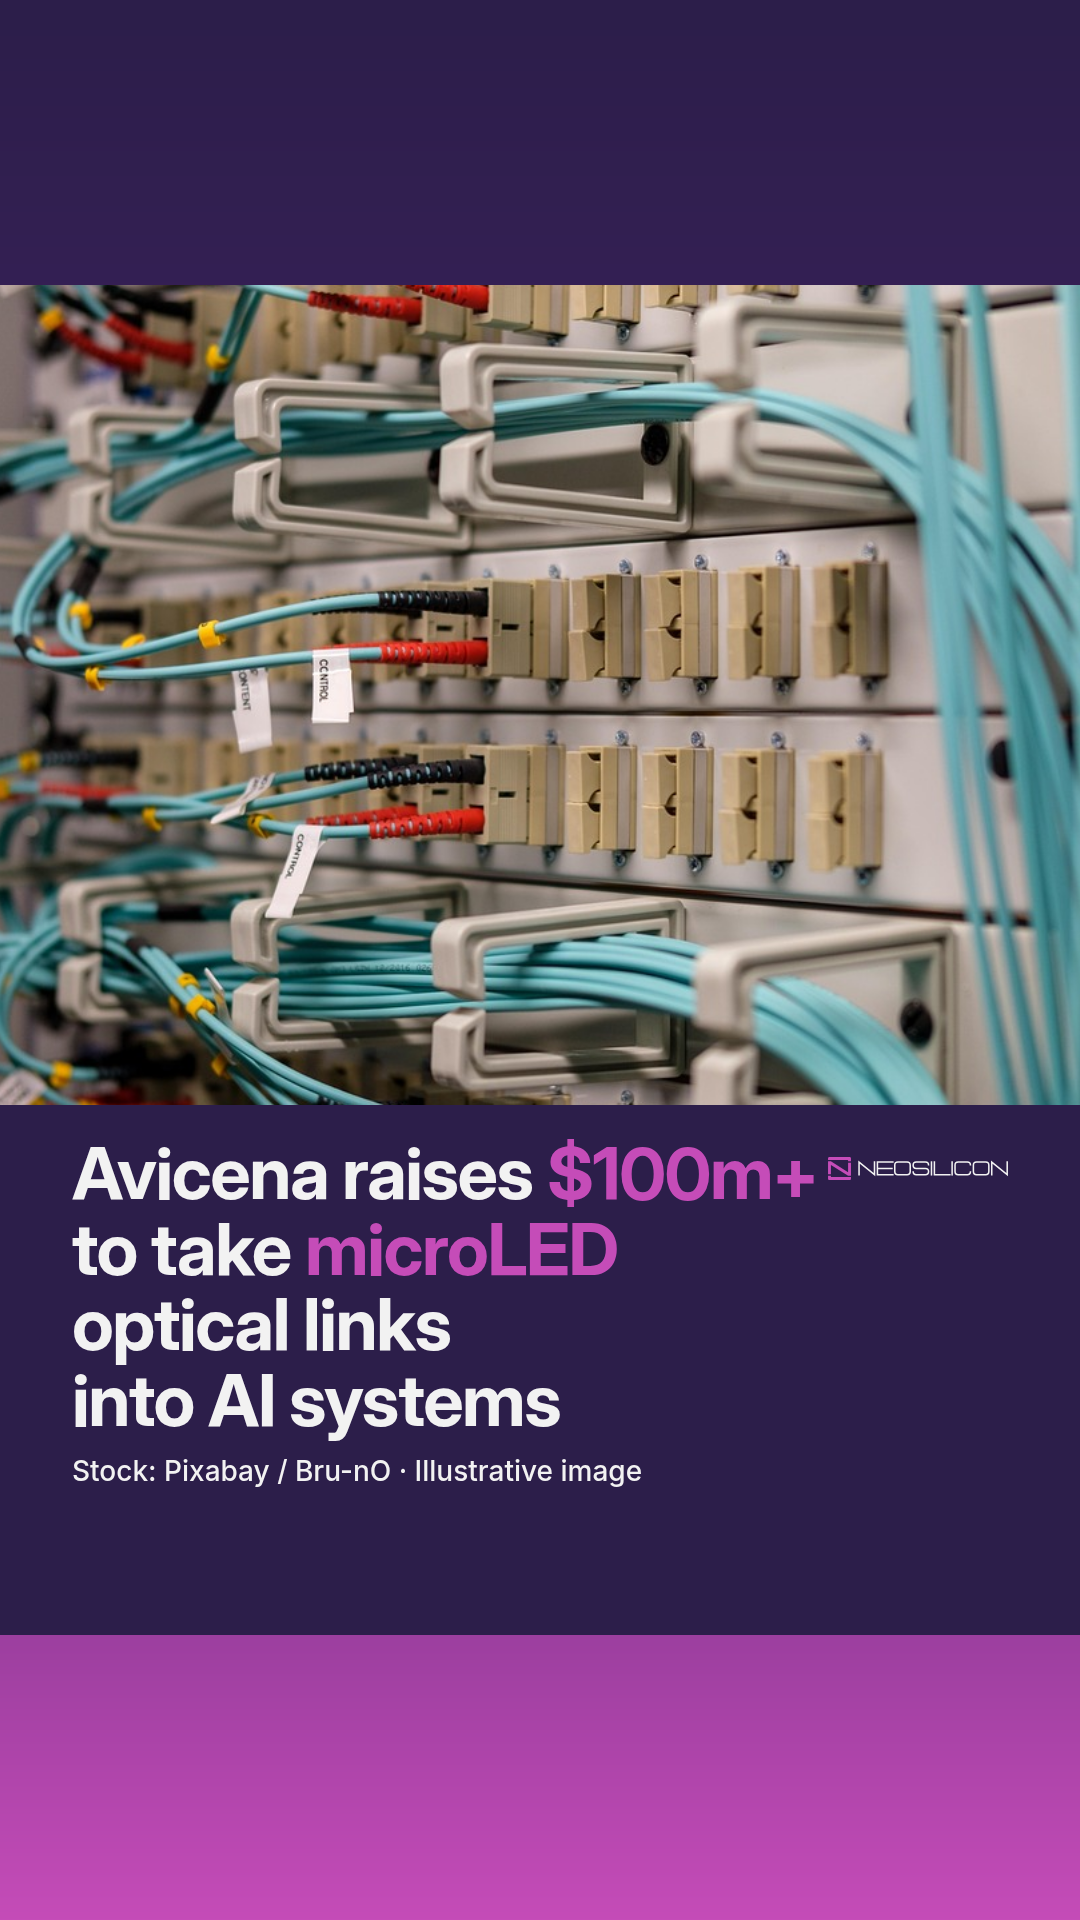 CONTROL
ONTENT
CONTROL
Avicena raises $100m+
NEOSILICON
to take microLED
optical links
into AI systems
Stock: Pixabay / Bru-nO · Illustrative image